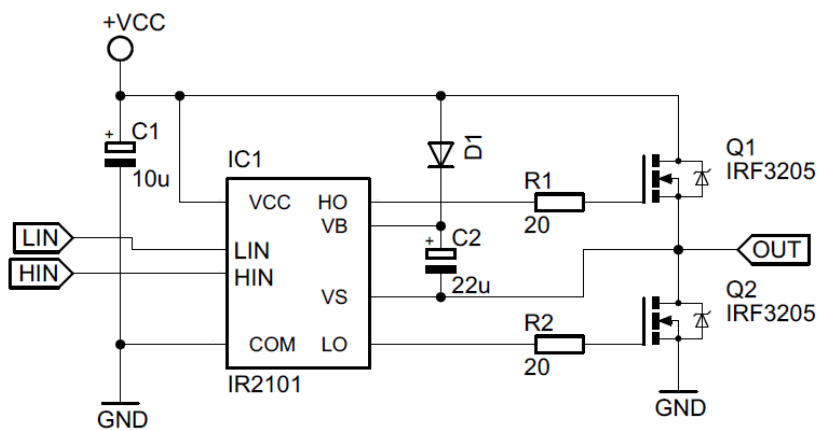 +VCC
+
C1
10u
IC1
D1
Q1
IRF3205
VCC
HO
R1
20
LIN
LIN
VB
+
C2
22u
OUT
HIN
HIN
VS
Q2
IRF3205
R2
20
COM
LO
IR2101
GND
GND